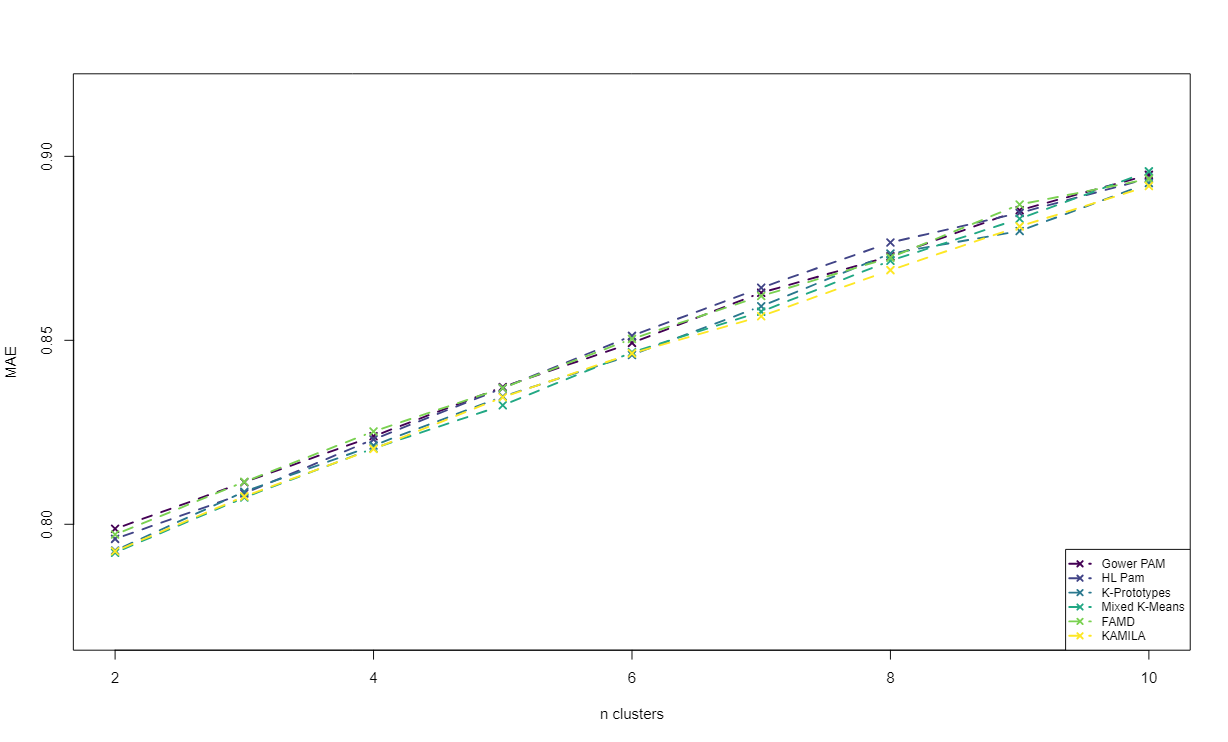 0.90
0.85
0.80
MAE
2
4
6
8
10
n clusters
Gower PAM
HL Pam
K-Prototypes
Mixed K-Means
FAMD
KAMILA